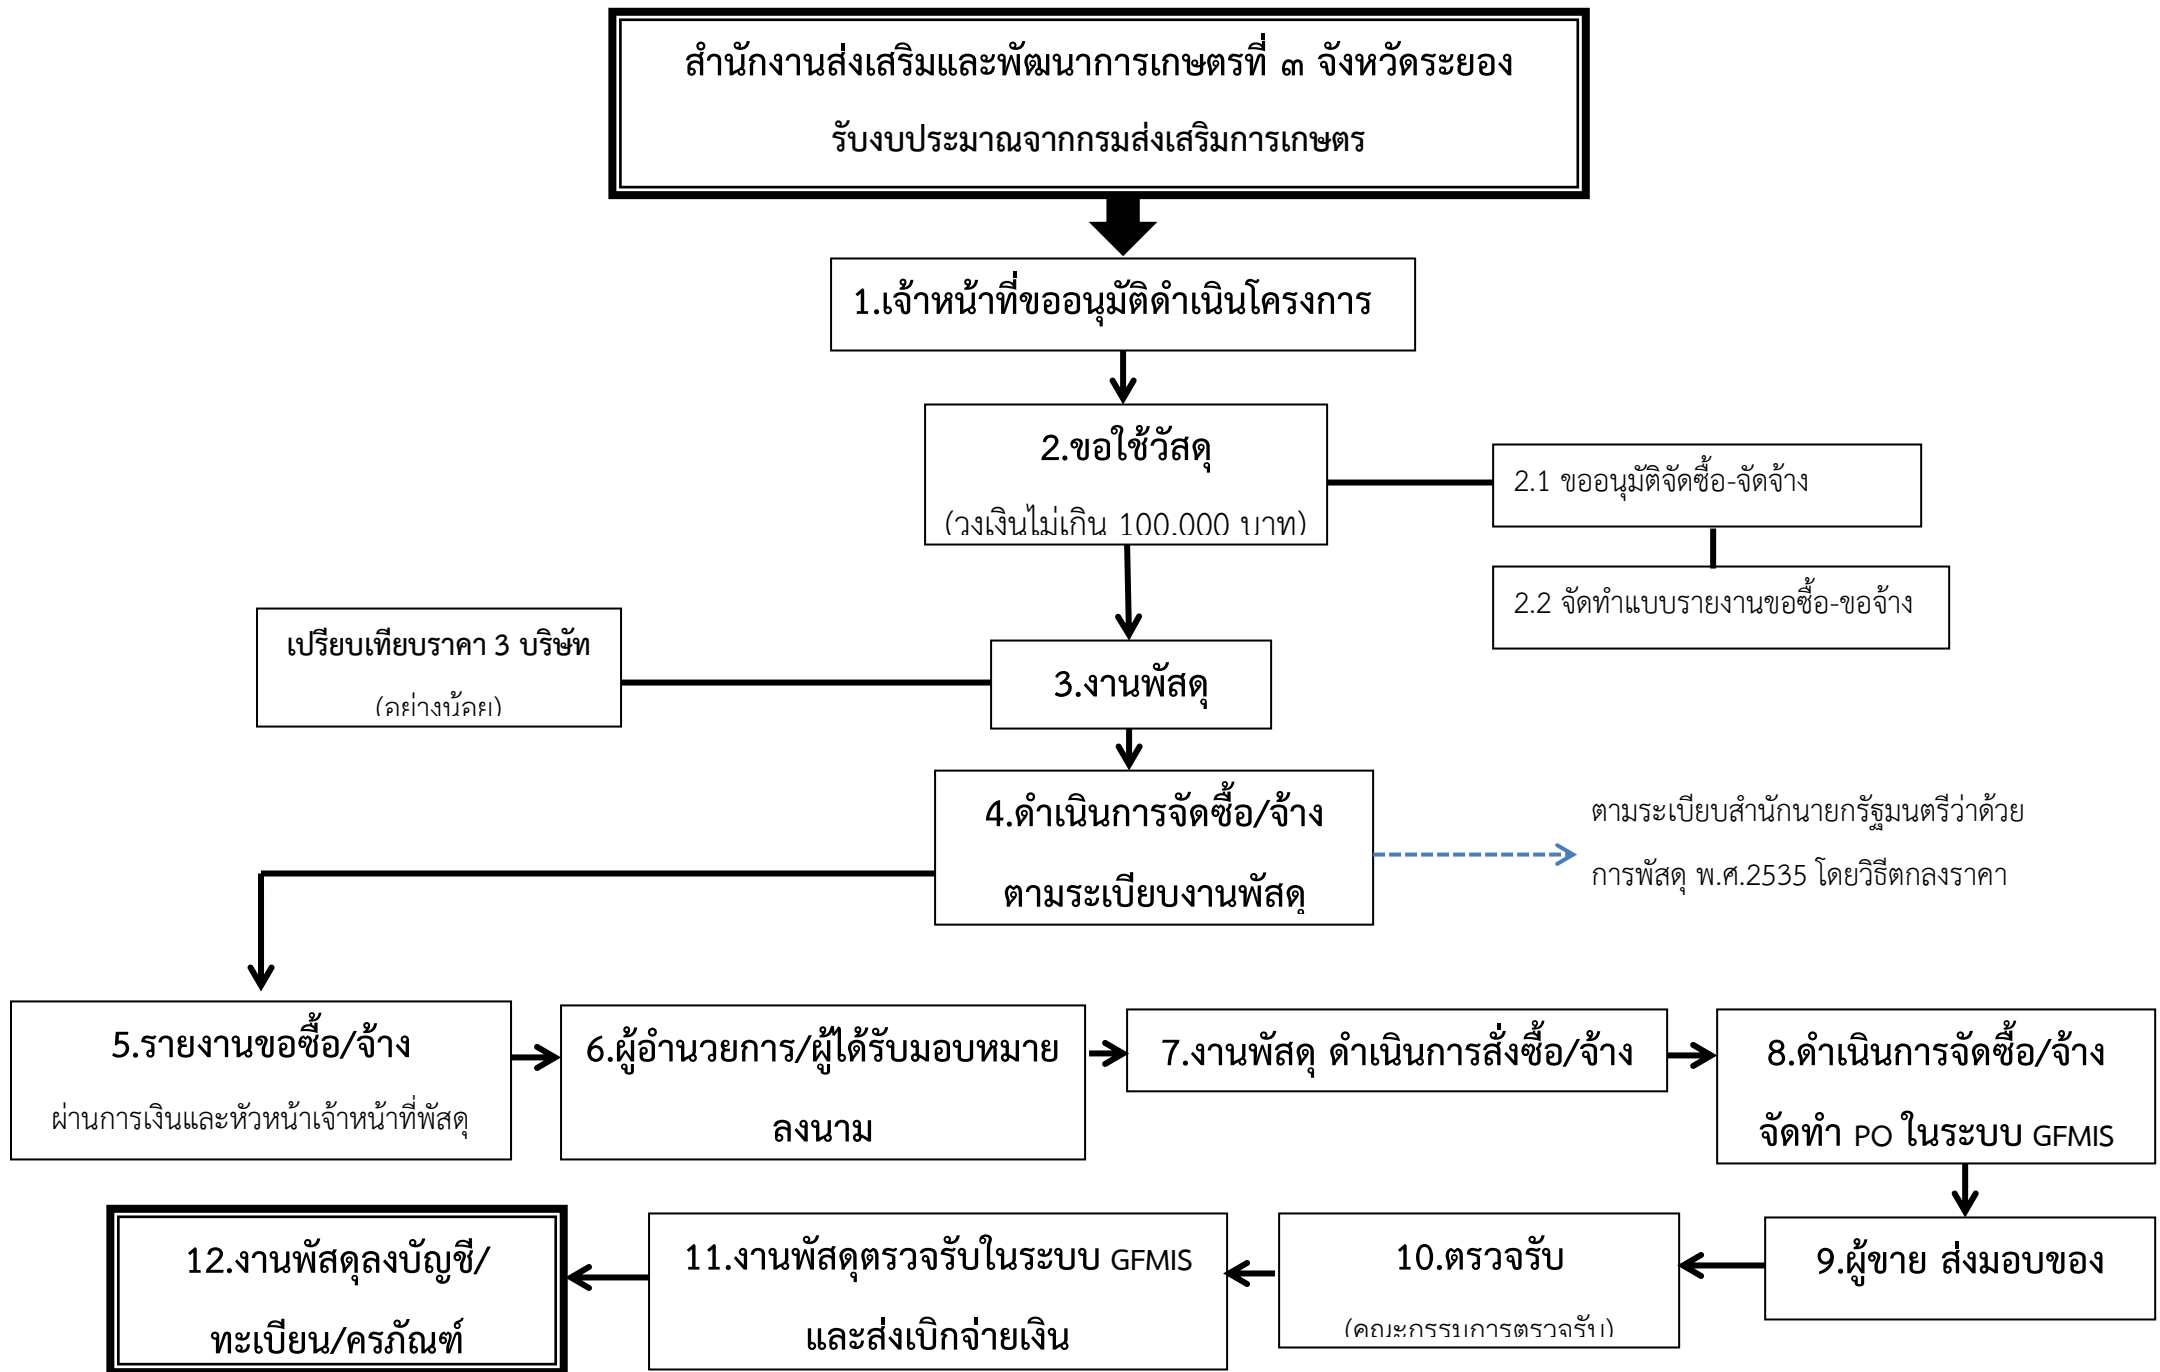 สำนักงานส่งเสริมและพัฒนาการเกษตรที่ ๓ จังหวัดระยอง
รับงบประมาณจากกรมส่งเสริมการเกษตร
1.เจ้าหน้าที่ขออนุมัติดำเนินโครงการ
2.ขอใช้วัสดุ
(วงเงินไม่เกิน 100,000 บาท)
2.1 ขออนุมัติจัดซื้อ-จัดจ้าง
2.2 จัดทำแบบรายงานขอซื้อ-ขอจ้าง
เปรียบเทียบราคา 3 บริษัท
(อย่างน้อย)
3.งานพัสดุ
4.ดำเนินการจัดซื้อ/จ้าง
ตามระเบียบงานพัสดุ
ตามระเบียบสำนักนายกรัฐมนตรีว่าด้วย
การพัสดุ พ.ศ.2535 โดยวิธีตกลงราคา
5.รายงานขอซื้อ/จ้าง
ผ่านการเงินและหัวหน้าเจ้าหน้าที่พัสดุ
6.ผู้อำนวยการ/ผู้ได้รับมอบหมาย
ลงนาม
7.งานพัสดุ ดำเนินการสั่งซื้อ/จ้าง
8.ดำเนินการจัดซื้อ/จ้าง
จัดทำ PO ในระบบ GFMIS
9.ผู้ขาย ส่งมอบของ
10.ตรวจรับ
(คณะกรรมการตรวจรับ)
11.งานพัสดุตรวจรับในระบบ GFMIS
และส่งเบิกจ่ายเงิน
12.งานพัสดุลงบัญชี/
ทะเบียน/ครภัณฑ์